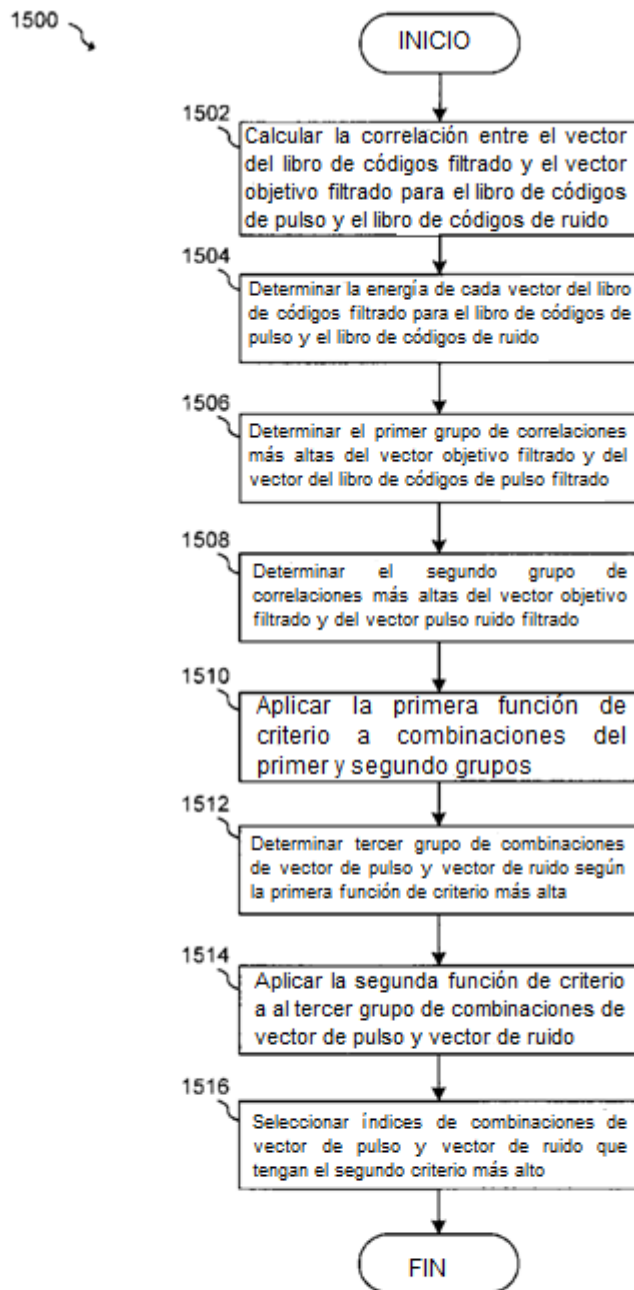 1500
INICIO
1502
Calcular la correlación entre el vector
del libro de códigos filtrado y el vector
objetivo filtrado para el libro de códigos
de pulso y el libro de códigos de ruido
1504
Determinar la energía de cada vector del libro
de códigos filtrado para el libro de códigos de
pulso y el libro de códigos de ruido
1506
Determinar el primer grupo de correlaciones
más altas del vector objetivo filtrado y del
vector del libro de códigos de pulso filtrado
1508
Determinar el segundo grupo de
correlaciones más altas del vector objetivo
filtrado y del vector pulso ruido filtrado
1510
Aplicar la primera función de
criterio a combinaciones del
primer y segundo grupos
1512
Determinar tercer grupo de combinaciones
de vector de pulso y vector de ruido según
la primera función de criterio más alta
1514
Aplicar la segunda función de criterio
a al tercer grupo de combinaciones de
vector de pulso y vector de ruido
1516
Seleccionar índices de combinaciones de
vector de pulso y vector de ruido que
tengan el segundo criterio más alto
FIN